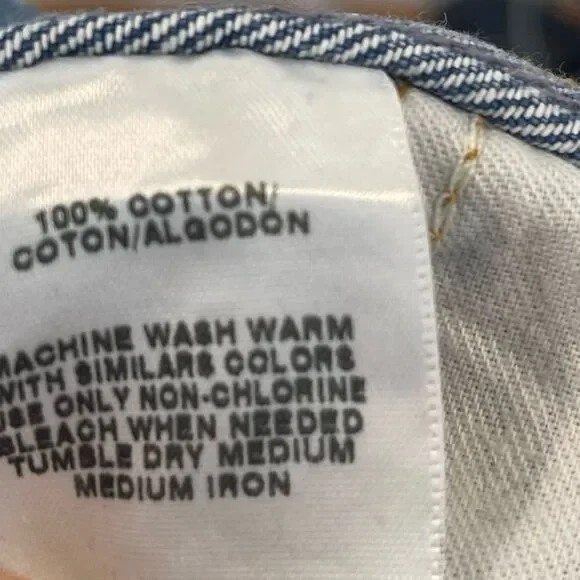 100% COTTON/
COTON/ALGODON
MACHINE WASH WARM
WITH SIMILARS COLORS
USE ONLY NON-CHLORINE
BLEACH WHEN NEEDED
TUMBLE DRY MEDIUM
MEDIUM IRON